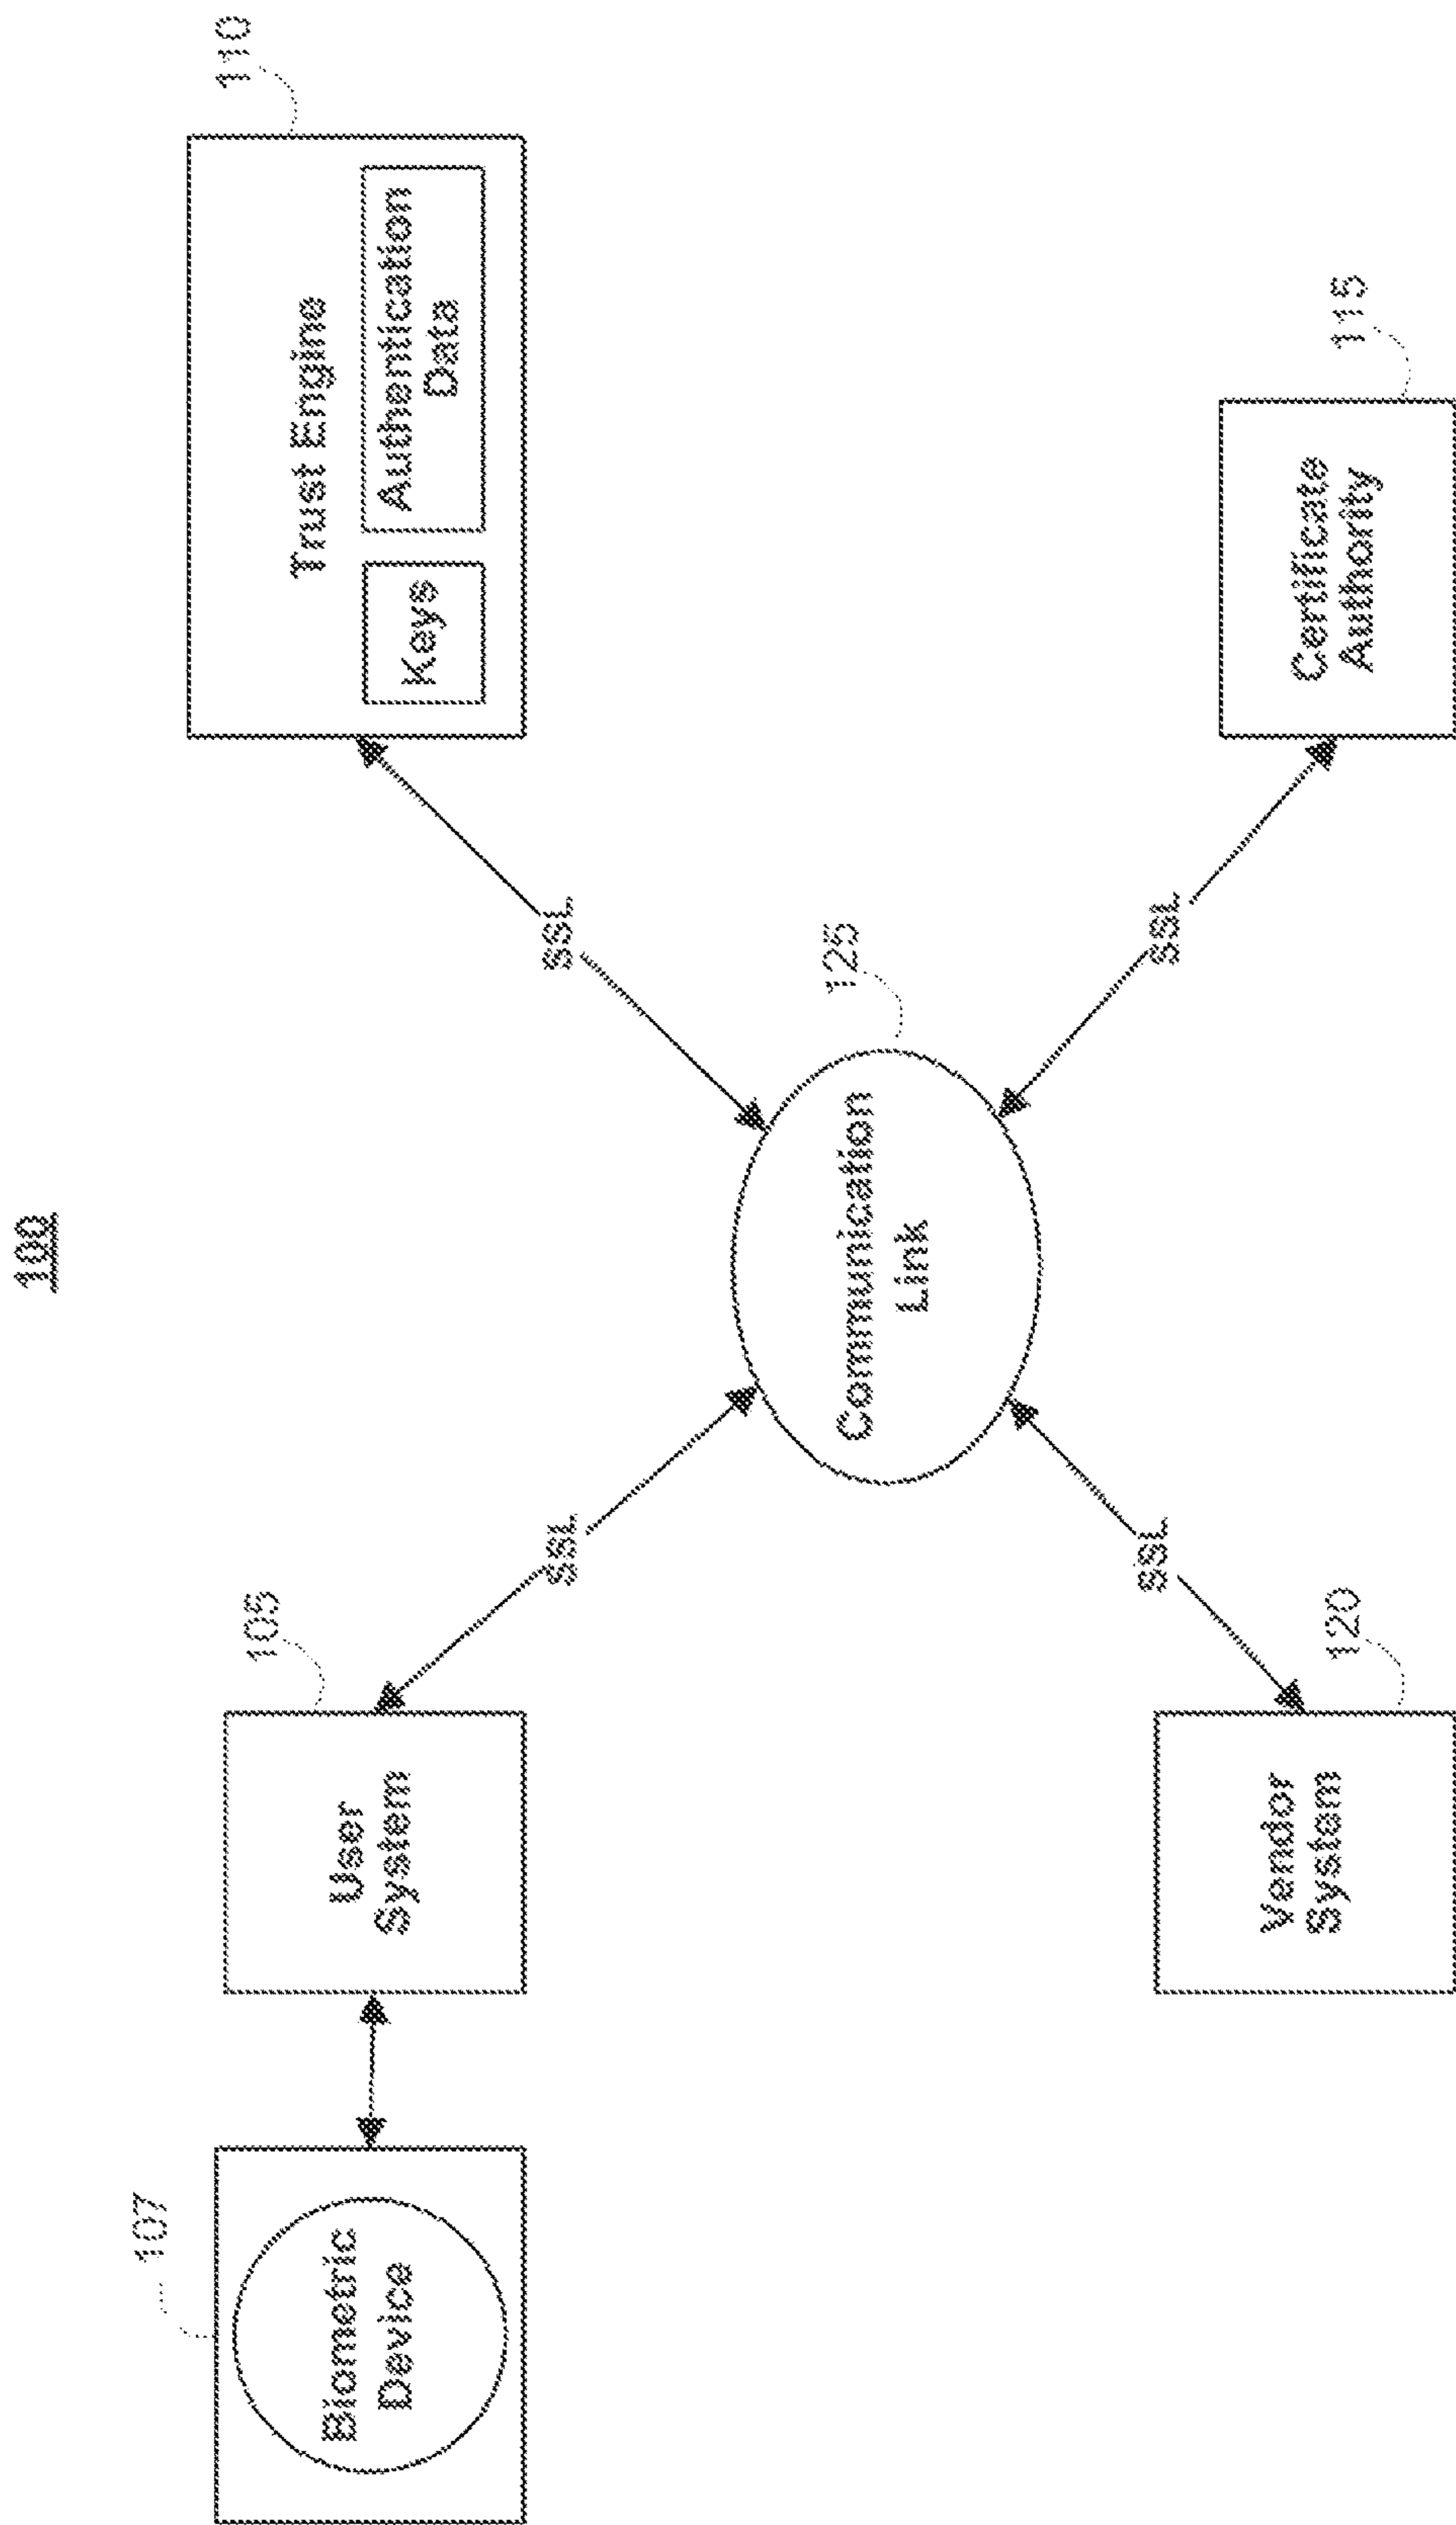 100
107
Biometric
Device
105
User
System
SSL
110
Trust Engine
Keys
Authentication
Data
SSL
125
Communication
Link
120
Vendor
System
SSL
115
Certificate
Authority
SSL